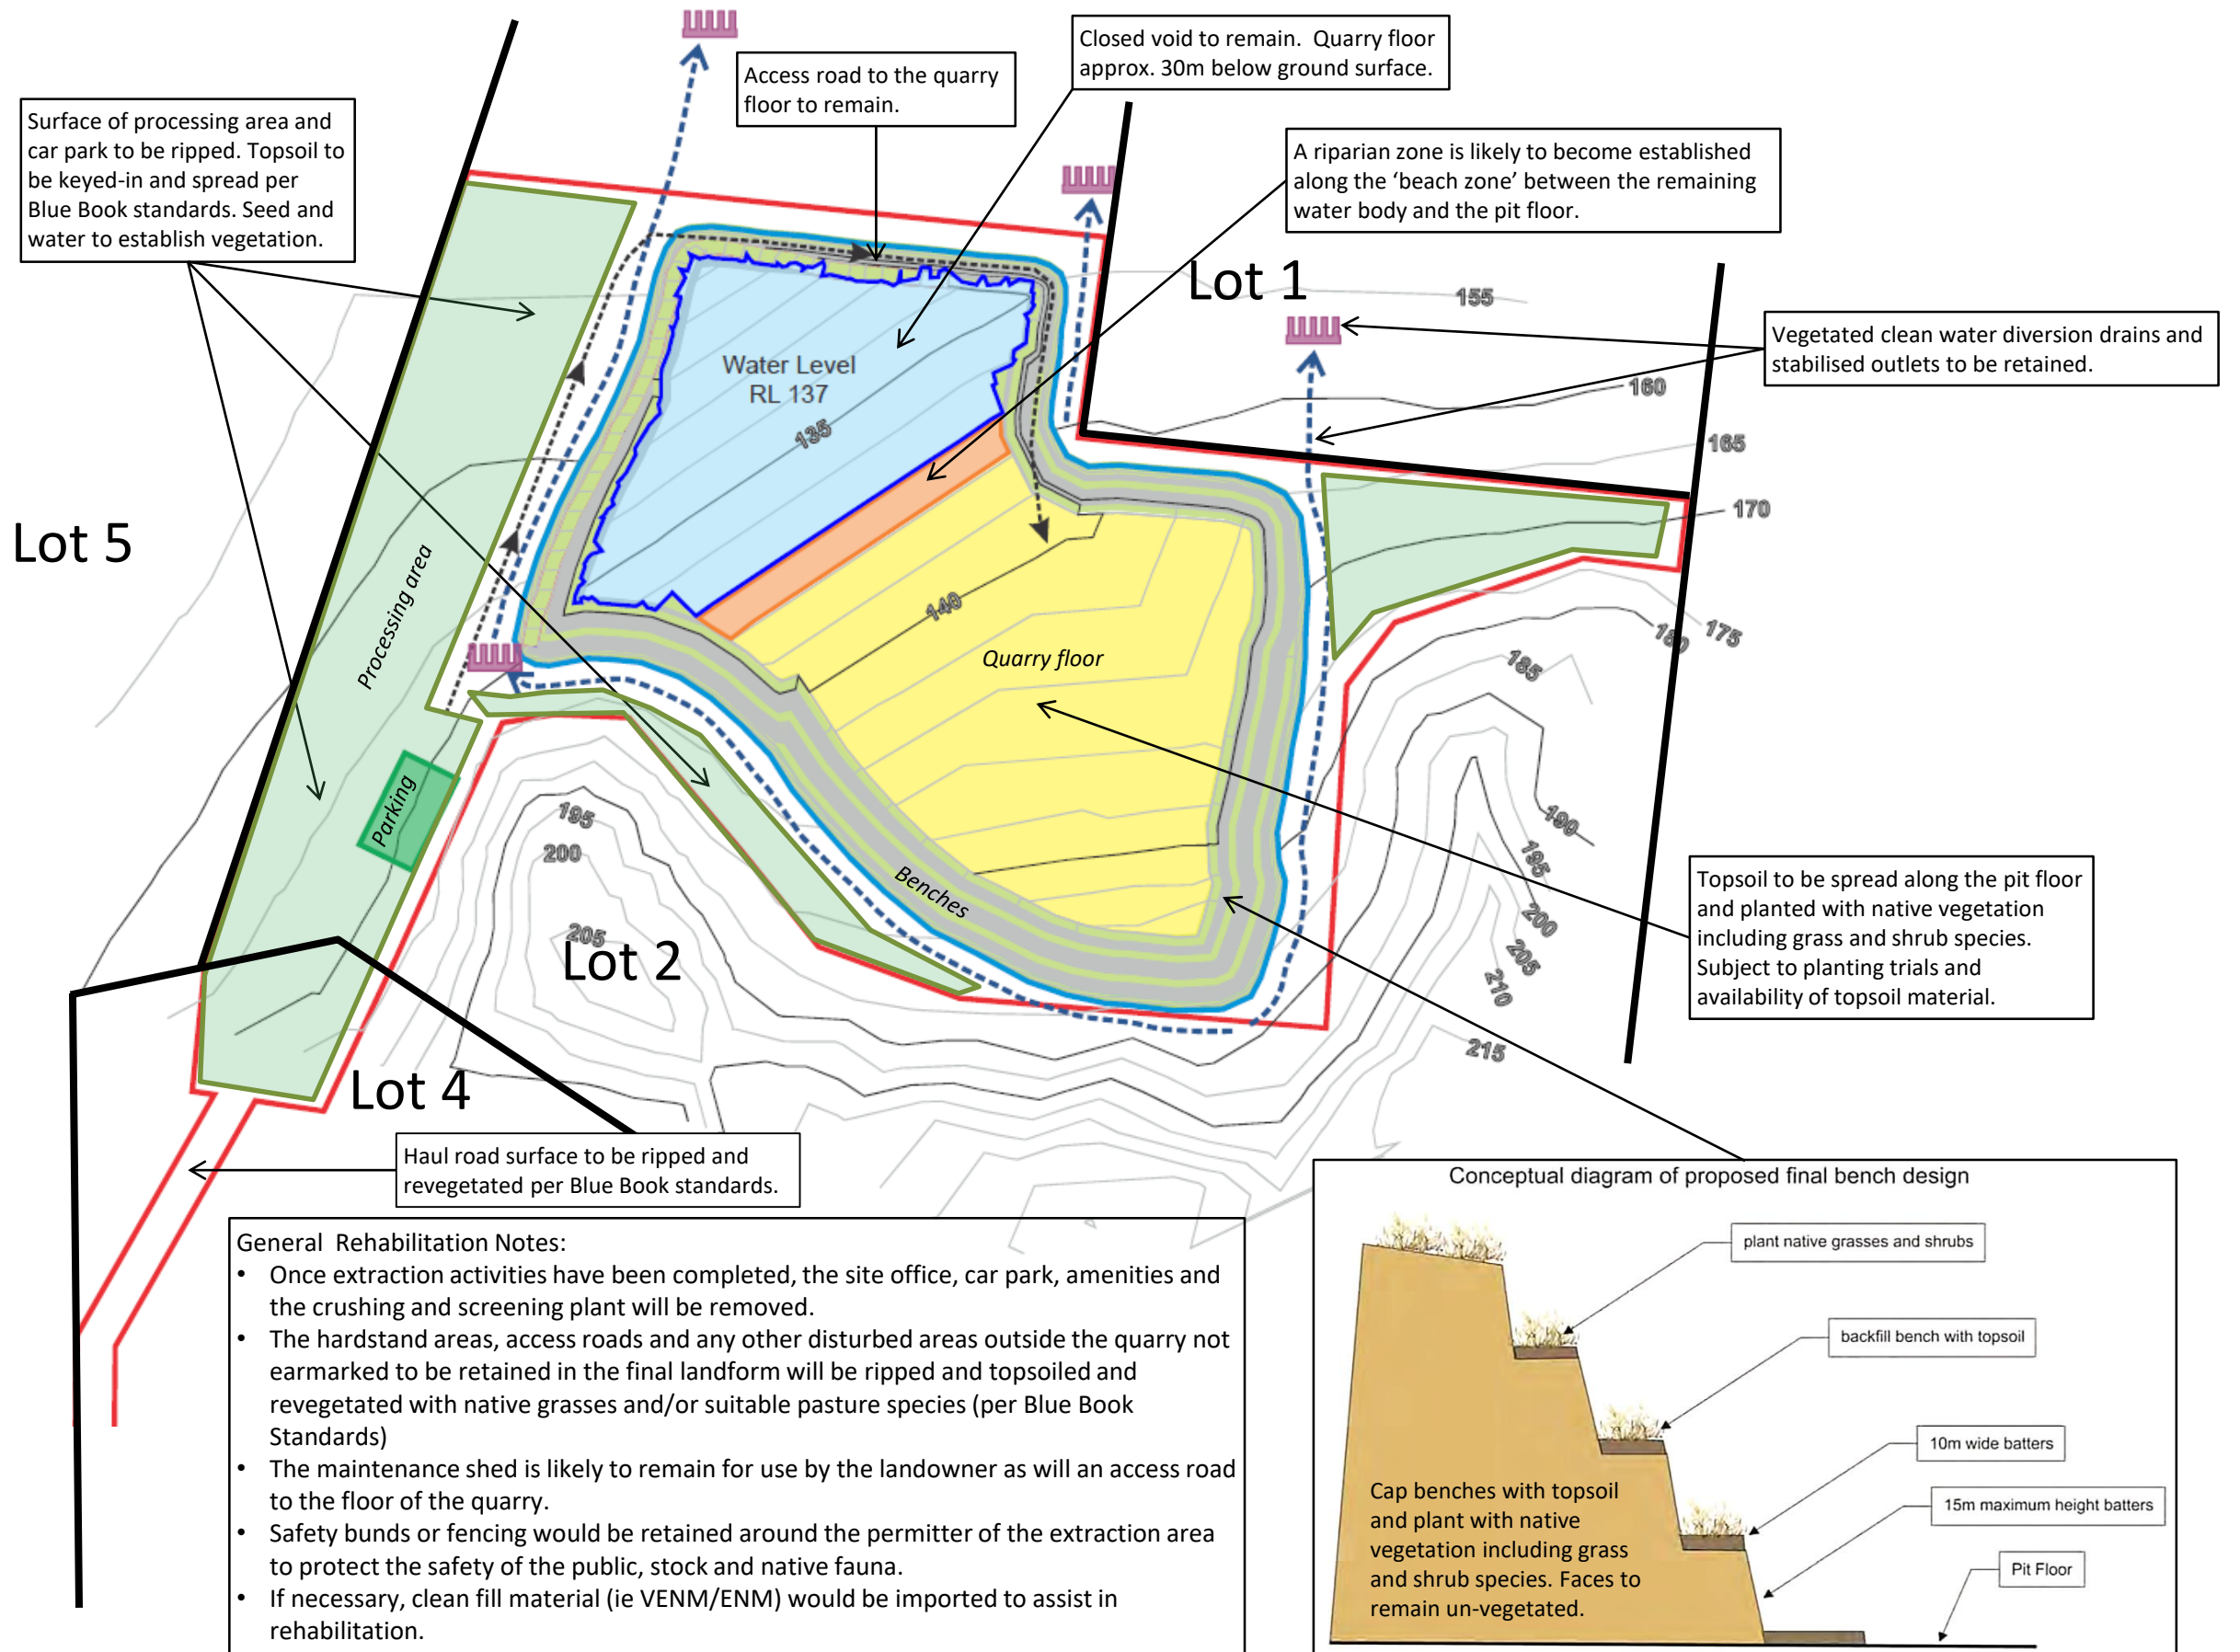 Closed void to remain.  Quarry floor
approx. 30m below ground surface.
Access road to the quarry
floor to remain.
Surface of processing area and
car park to be ripped. Topsoil to
be keyed-in and spread per
Blue Book standards. Seed and
water to establish vegetation.
A riparian zone is likely to become established
along the ‘beach zone’ between the remaining
water body and the pit floor.
Lot 1
155
Vegetated clean water diversion drains and
stabilised outlets to be retained.
Water Level
RL 137
135
160
165
170
Lot 5
Processing area
140
Quarry floor
175
180
185
Parking
195
200
205
Lot 2
Benches
190
195
200
205
210
215
Topsoil to be spread along the pit floor
and planted with native vegetation
including grass and shrub species.
Subject to planting trials and
availability of topsoil material.
Lot 4
Haul road surface to be ripped and
revegetated per Blue Book standards.
General  Rehabilitation Notes:
• Once extraction activities have been completed, the site office, car park, amenities and
the crushing and screening plant will be removed.
• The hardstand areas, access roads and any other disturbed areas outside the quarry not
earmarked to be retained in the final landform will be ripped and topsoiled and
revegetated with native grasses and/or suitable pasture species (per Blue Book
Standards)
• The maintenance shed is likely to remain for use by the landowner as will an access road
to the floor of the quarry.
• Safety bunds or fencing would be retained around the permitter of the extraction area
to protect the safety of the public, stock and native fauna.
• If necessary, clean fill material (ie VENM/ENM) would be imported to assist in
rehabilitation.
Conceptual diagram of proposed final bench design
plant native grasses and shrubs
backfill bench with topsoil
10m wide batters
15m maximum height batters
Pit Floor
Cap benches with topsoil
and plant with native
vegetation including grass
and shrub species. Faces to
remain un-vegetated.